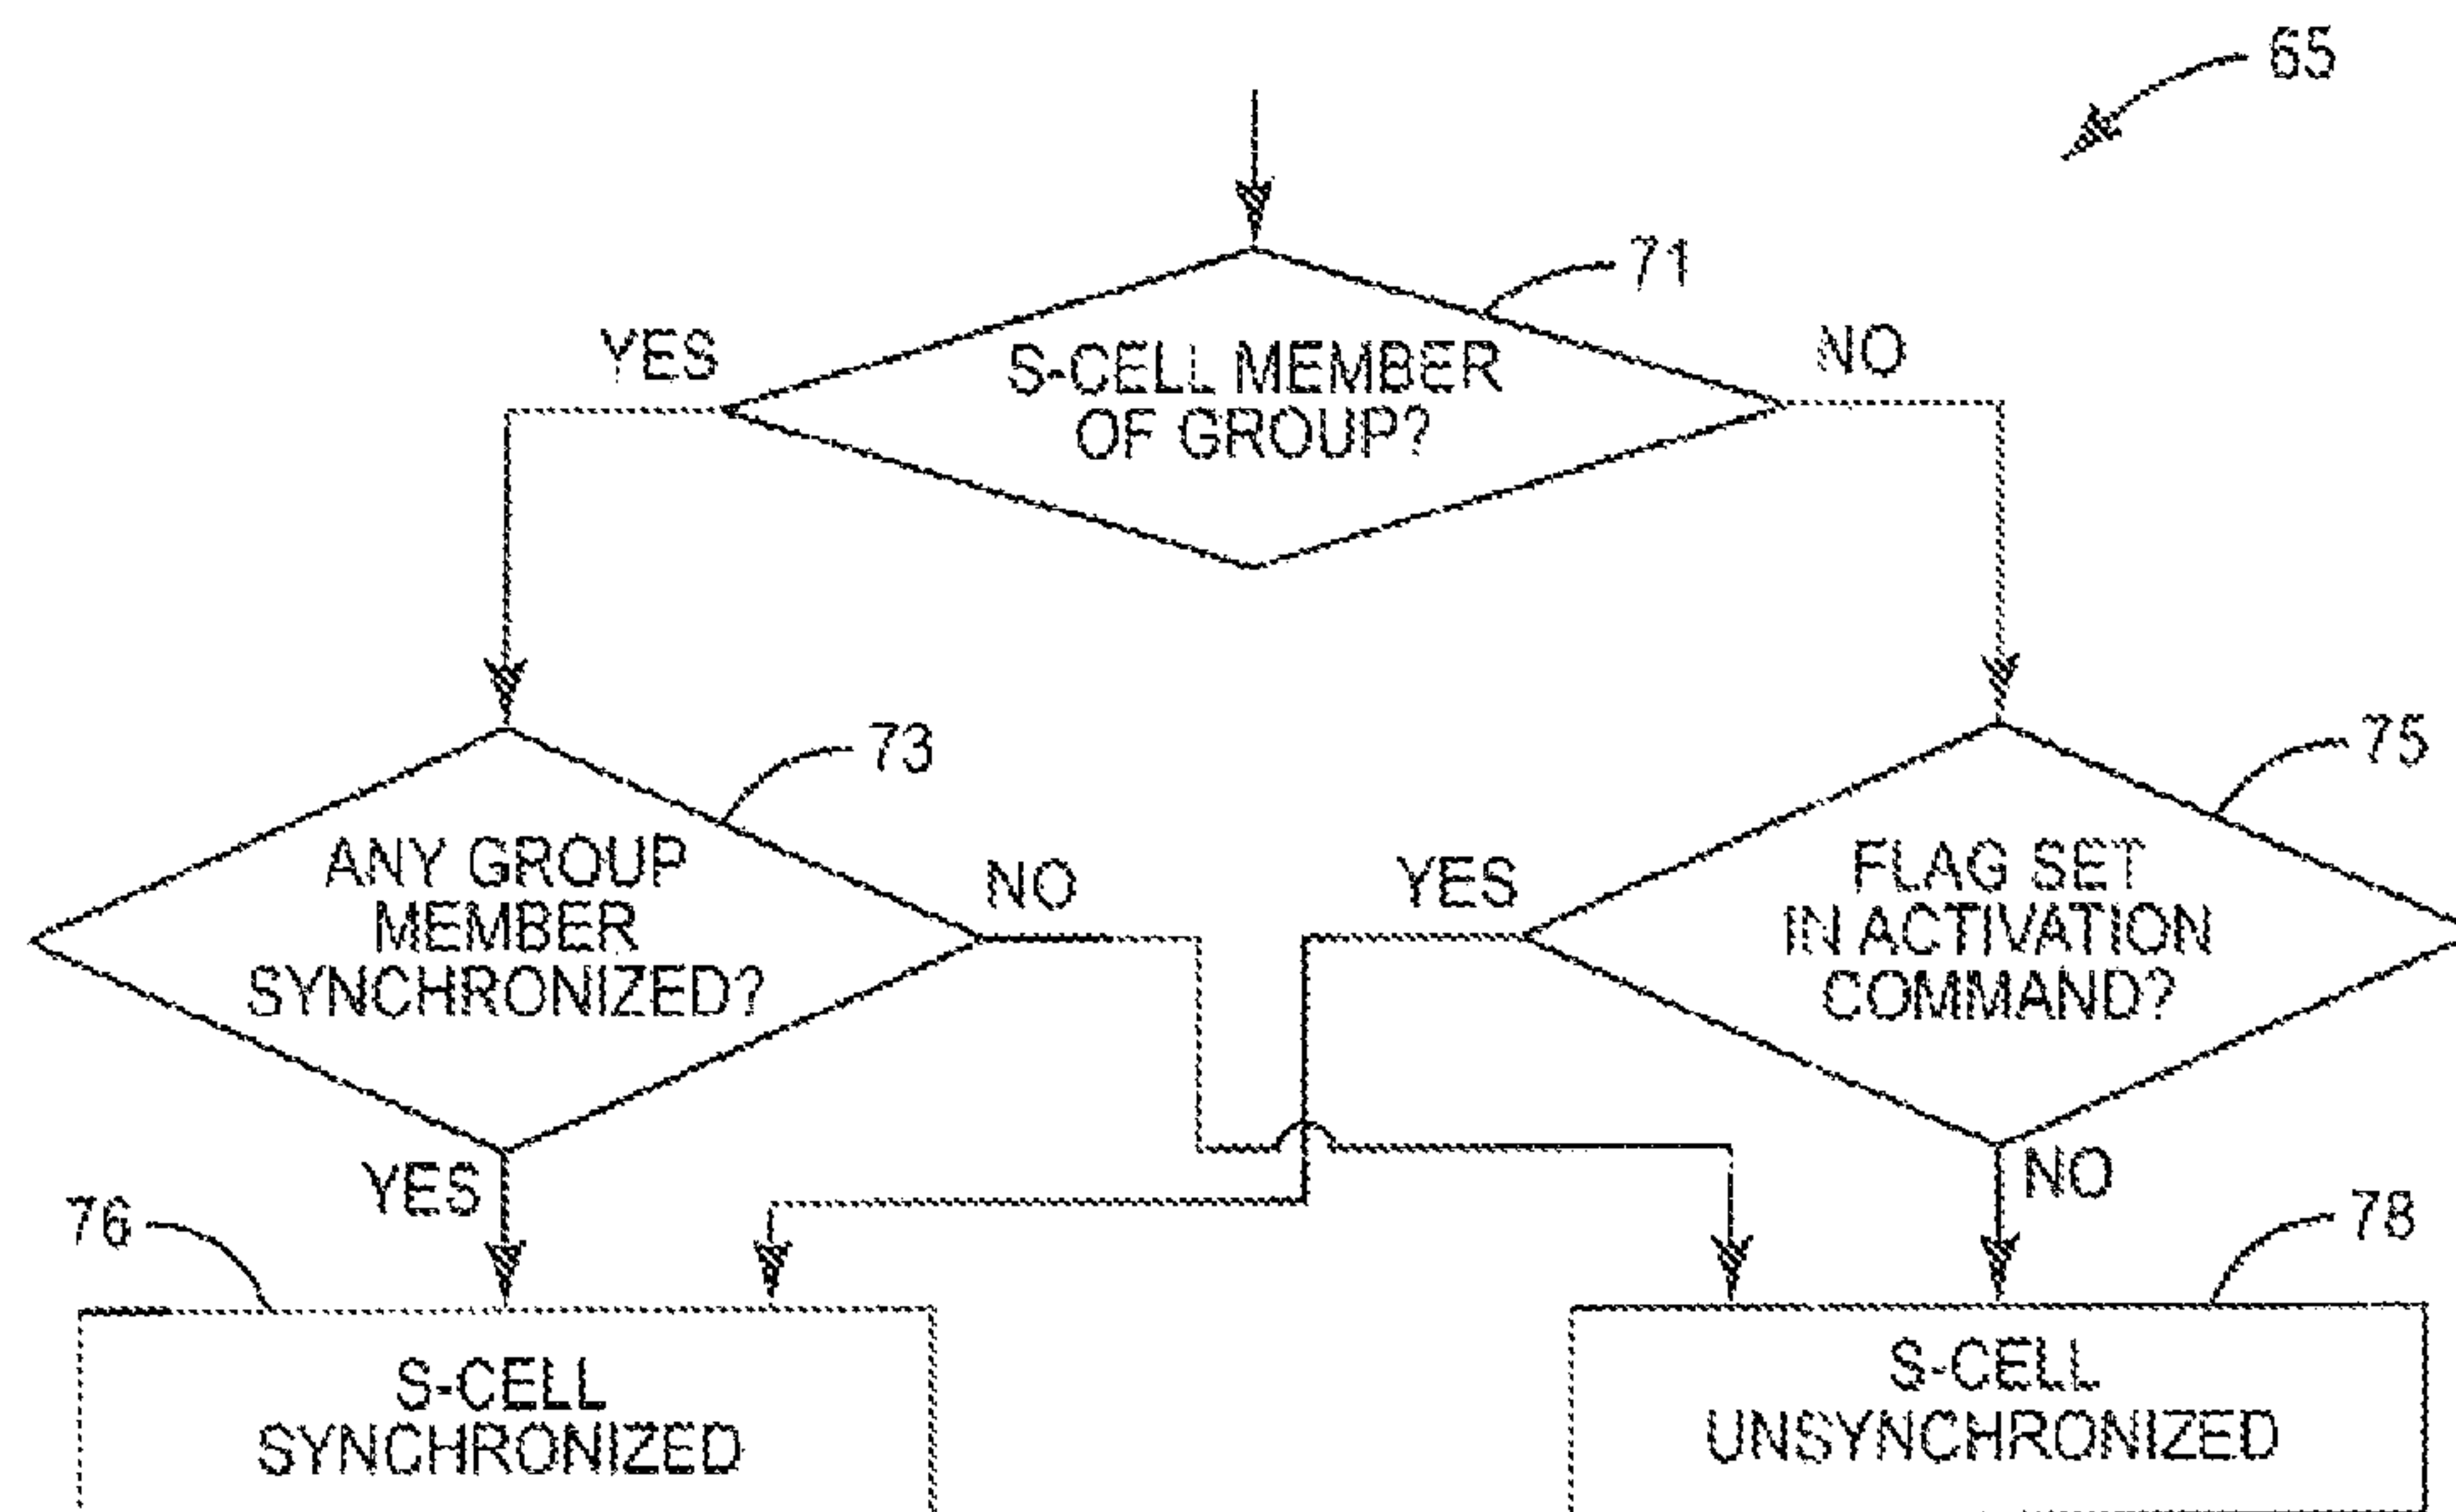 65
71
YES
NO
S-CELL MEMBER
OF GROUP?
73
75
ANY GROUP
MEMBER
SYNCHRONIZED?
NO
YES
FLAG SET
IN ACTIVATION
COMMAND?
YES
NO
76
78
S-CELL
SYNCHRONIZED
S-CELL
UNSYNCHRONIZED